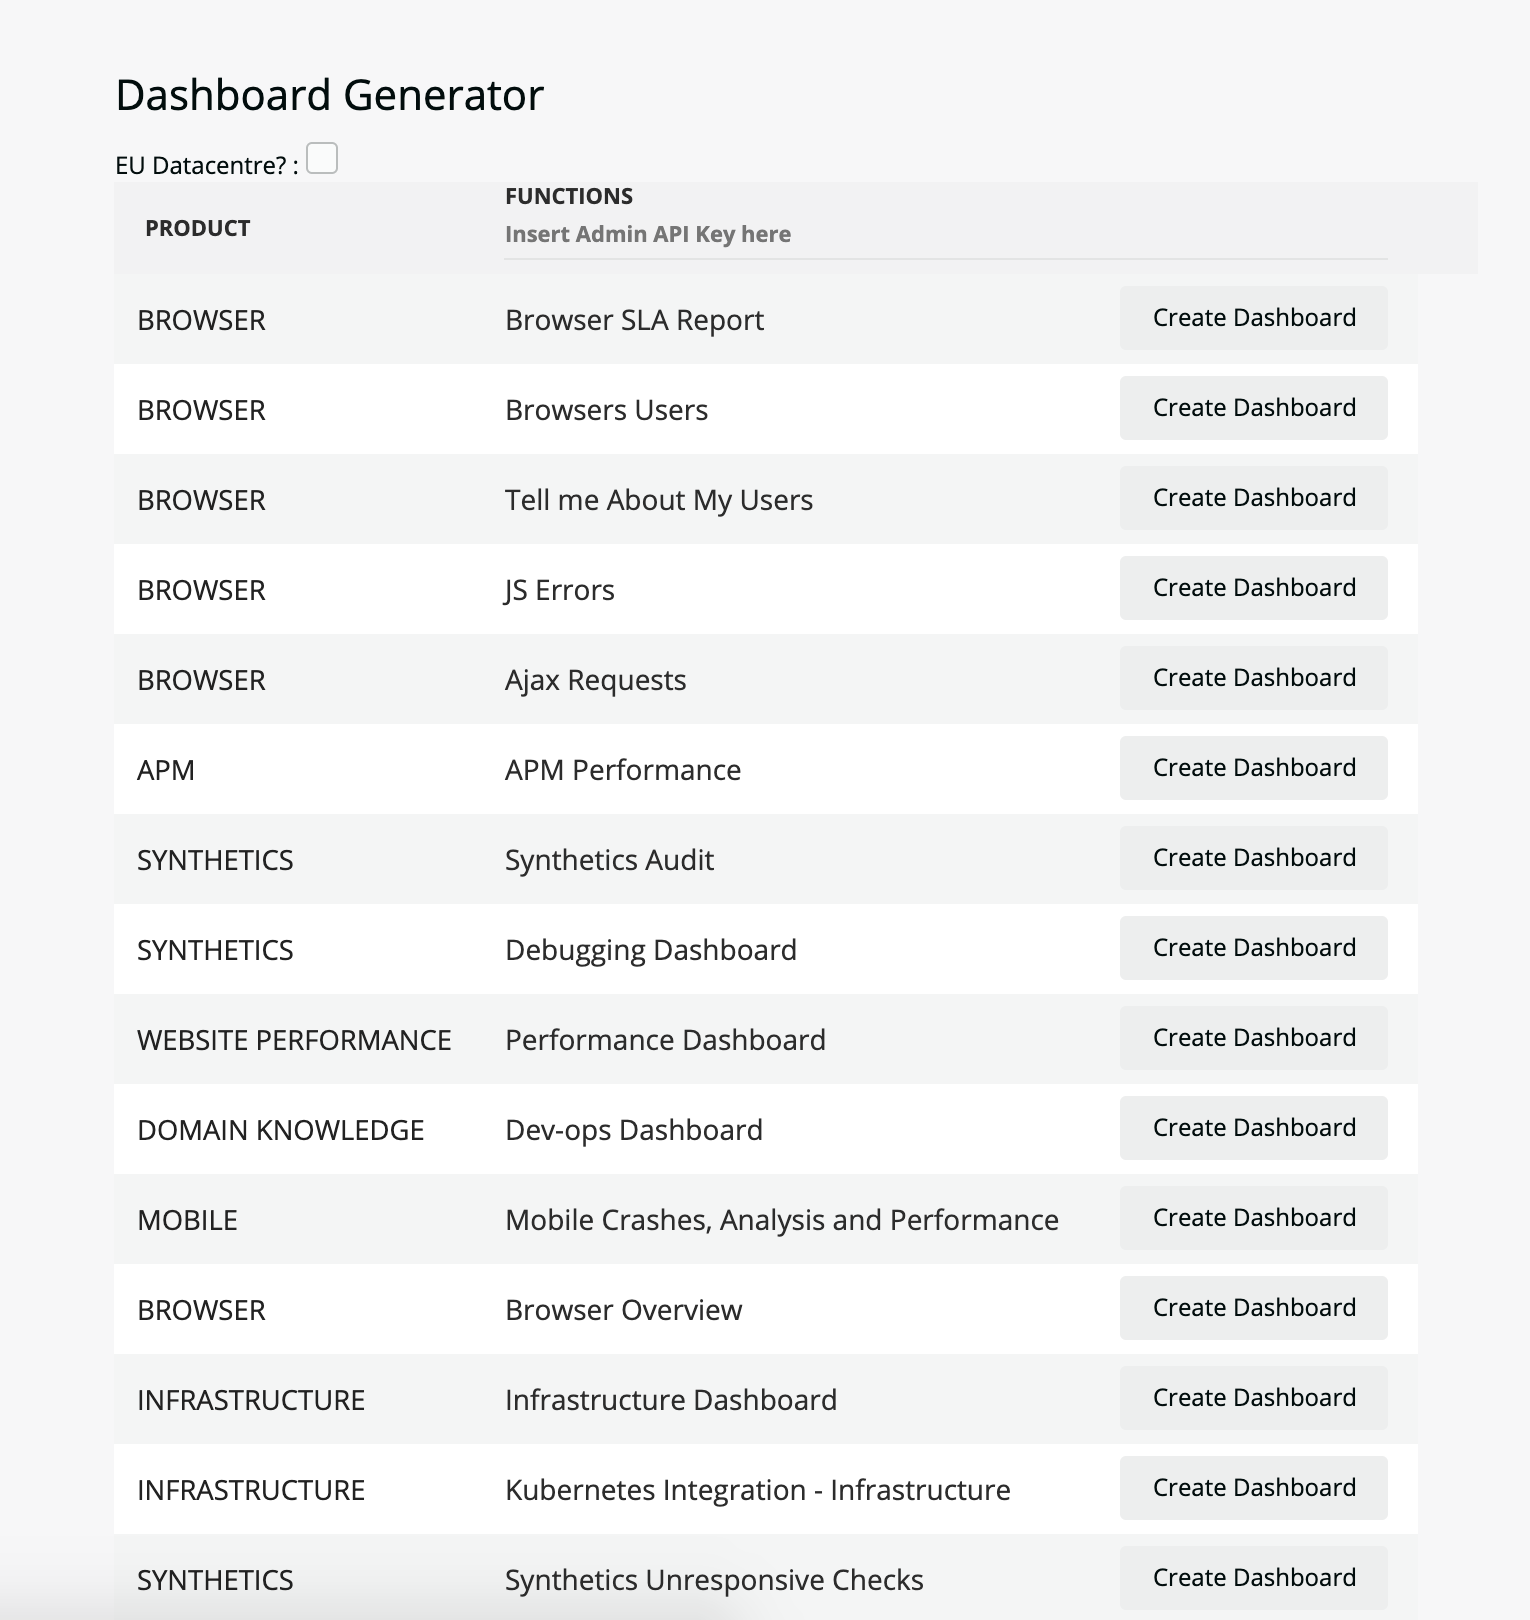 Dashboard Generator
EU Datacentre? :
PRODUCT
FUNCTIONS
Insert Admin API Key here
BROWSER Browser SLA Report Create Dashboard
BROWSER Browsers Users Create Dashboard
BROWSER Tell me About My Users Create Dashboard
BROWSER JS Errors Create Dashboard
BROWSER Ajax Requests Create Dashboard
APM APM Performance Create Dashboard
SYNTHETICS Synthetics Audit Create Dashboard
SYNTHETICS Debugging Dashboard Create Dashboard
WEBSITE PERFORMANCE Performance Dashboard Create Dashboard
DOMAIN KNOWLEDGE Dev-ops Dashboard Create Dashboard
MOBILE Mobile Crashes, Analysis and Performance Create Dashboard
BROWSER Browser Overview Create Dashboard
INFRASTRUCTURE Infrastructure Dashboard Create Dashboard
INFRASTRUCTURE Kubernetes Integration - Infrastructure Create Dashboard
SYNTHETICS Synthetics Unresponsive Checks Create Dashboard